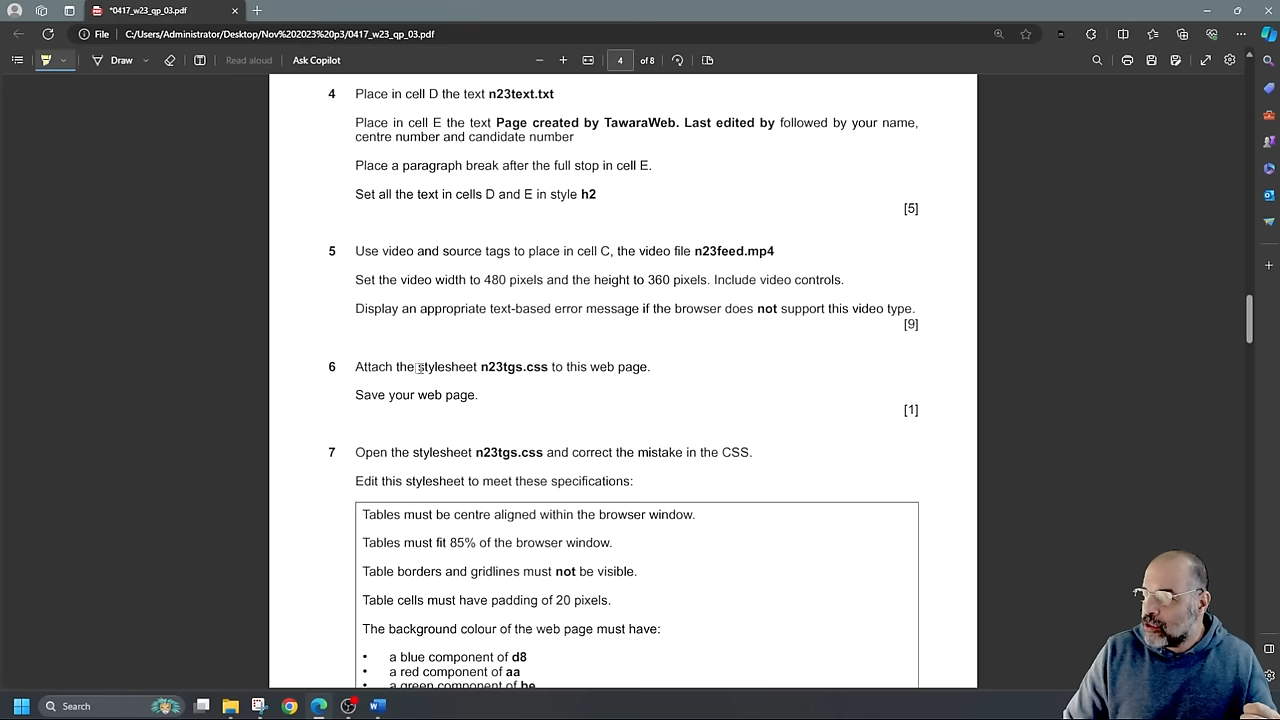 *0417_w23_qp_03.pdf
File C:/Users/Administrator/Desktop/Nov%202023%20p3/0417_w23_qp_03.pdf
Draw Read aloud Ask Copilot 4 of 8
4 Place in cell D the text n23text.txt
Place in cell E the text Page created by TawaraWeb. Last edited by followed by your name,
centre number and candidate number
Place a paragraph break after the full stop in cell E.
Set all the text in cells D and E in style h2
[5]
5 Use video and source tags to place in cell C, the video file n23feed.mp4
Set the video width to 480 pixels and the height to 360 pixels. Include video controls.
Display an appropriate text-based error message if the browser does not support this video type.
[9]
6 Attach the stylesheet n23tgs.css to this web page.
Save your web page.
[1]
7 Open the stylesheet n23tgs.css and correct the mistake in the CSS.
Edit this stylesheet to meet these specifications:
Tables must be centre aligned within the browser window.
Tables must fit 85% of the browser window.
Table borders and gridlines must not be visible.
Table cells must have padding of 20 pixels.
The background colour of the web page must have:
• a blue component of d8
• a red component of aa
• a green component of be
Search